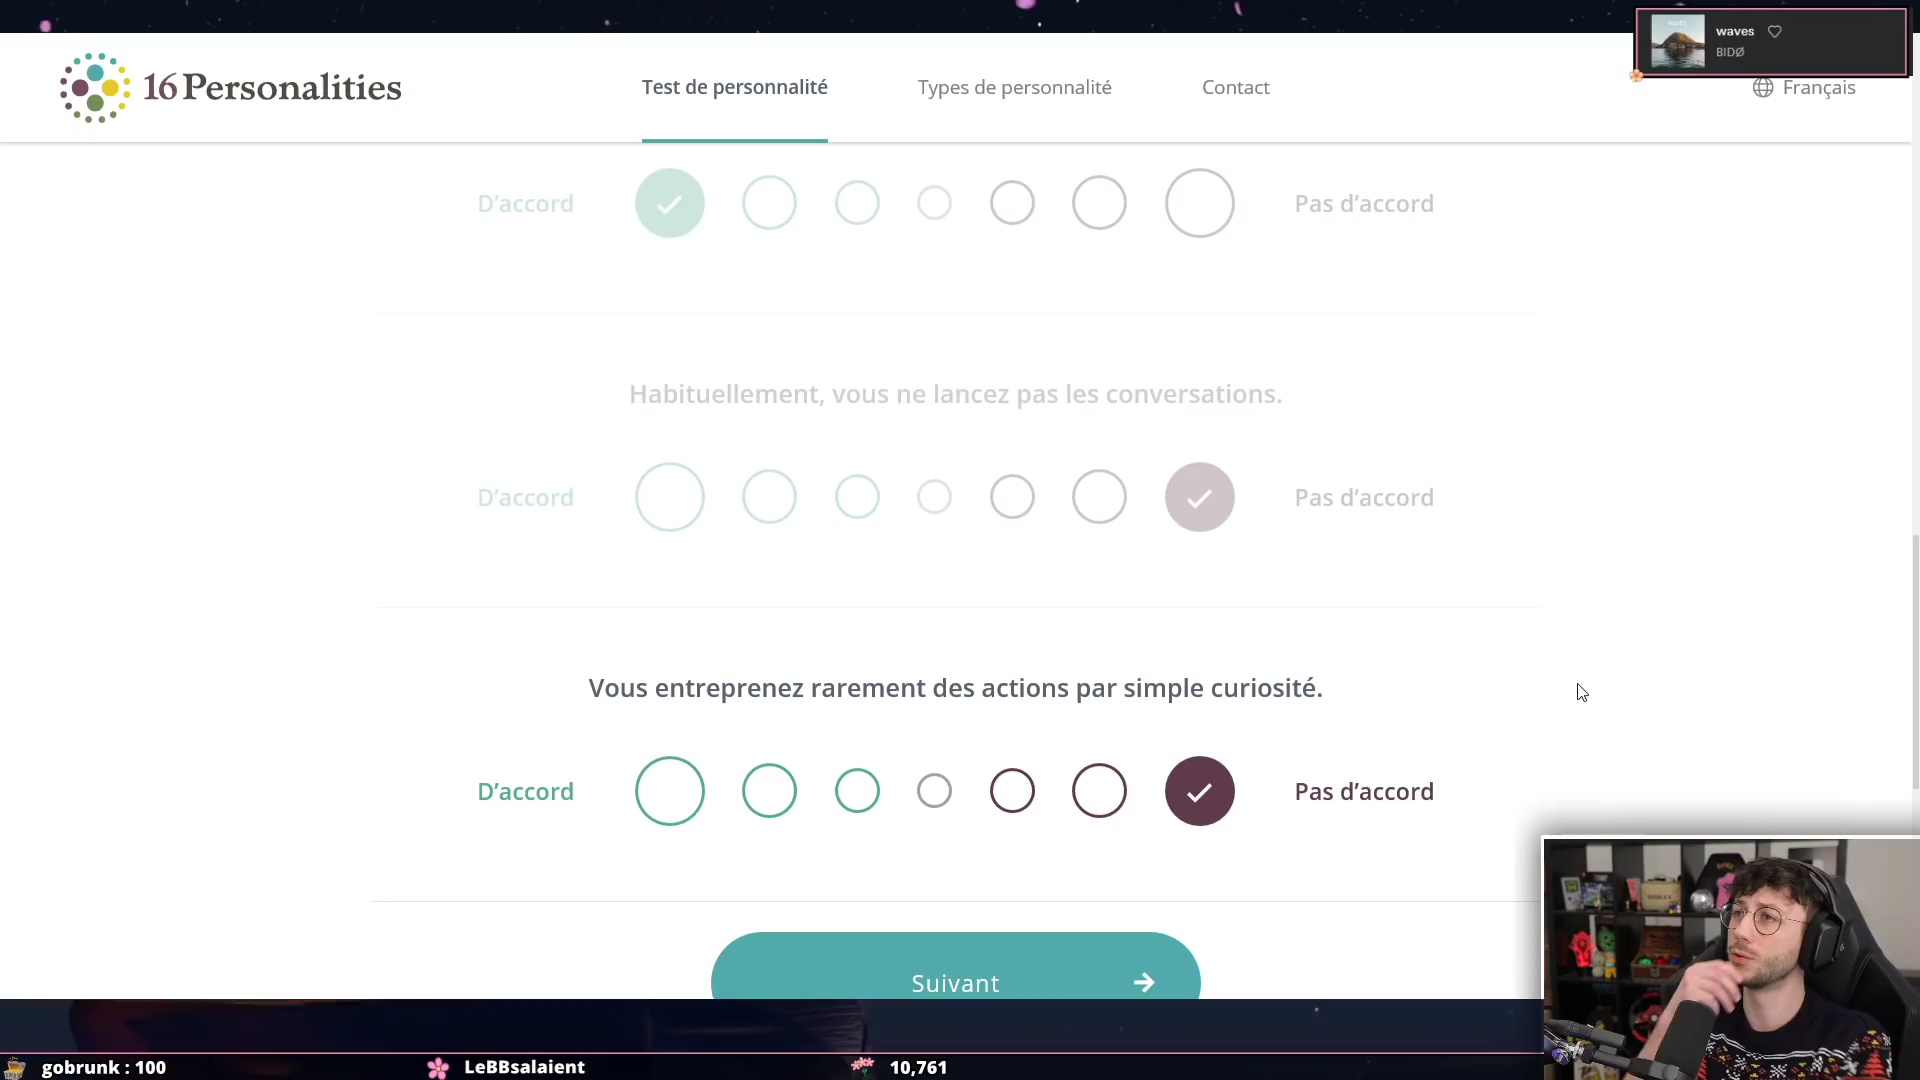 waves
BIDØ
16Personalities
Test de personnalité
Types de personnalité
Contact
Français
D’accord
Pas d’accord
Habituellement, vous ne lancez pas les conversations.
D’accord
Pas d’accord
Vous entreprenez rarement des actions par simple curiosité.
D’accord
Pas d’accord
Suivant
gobrunk : 100
LeBBsalaient
10,761